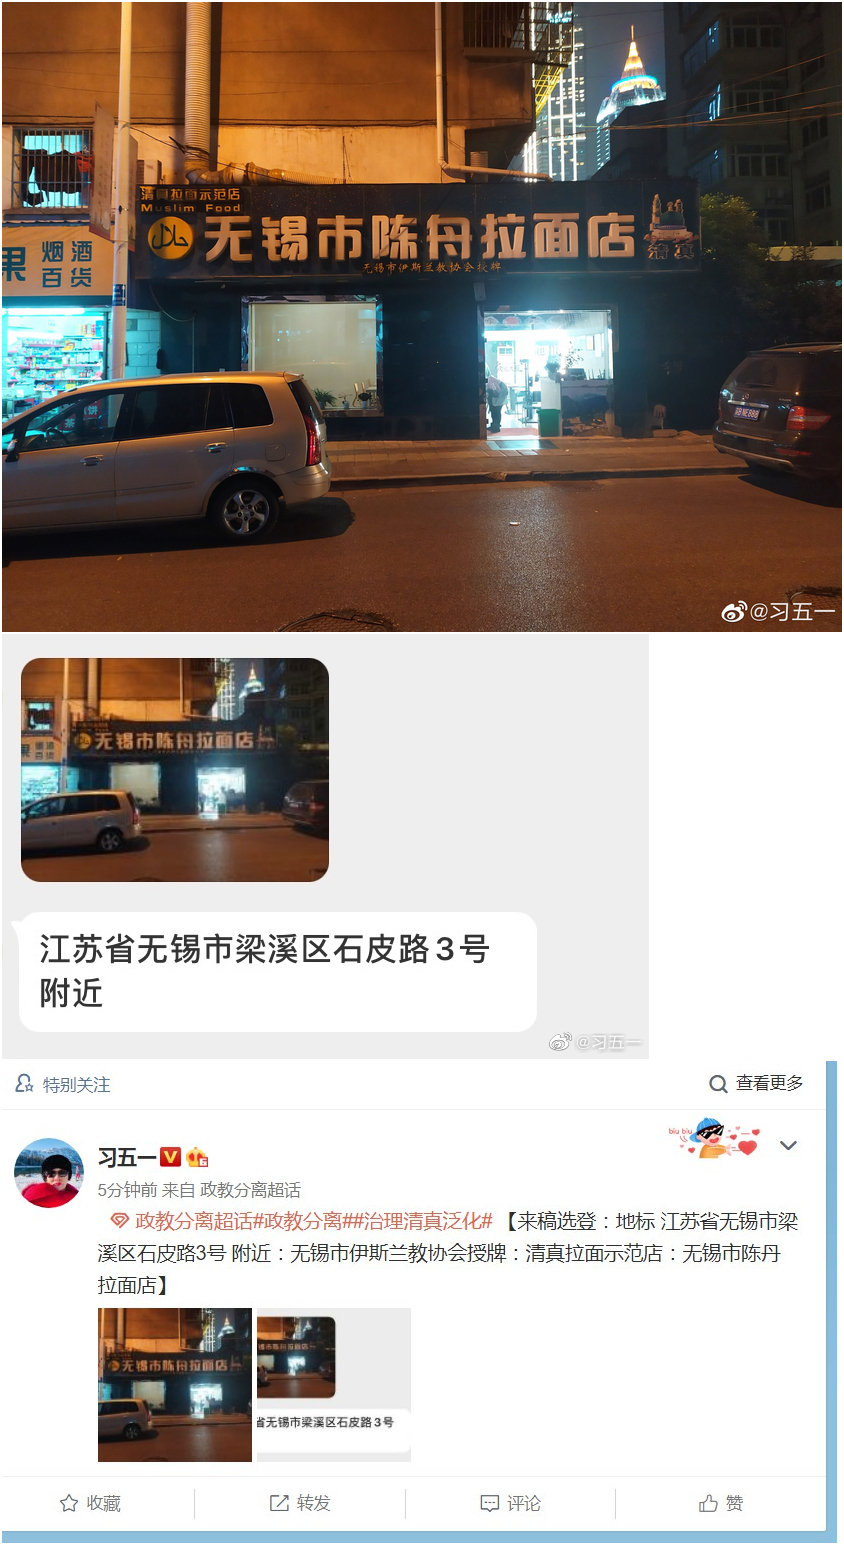 清真拉面示范店
Muslim Food
حلال
无锡市陈舟拉面店
清真
无锡市伊斯兰教协会授牌
果
烟酒
百货
@习五一
无锡市陈舟拉面店
果
烟酒
百货
江苏省无锡市梁溪区石皮路3号
附近
@习五一
特别关注
查看更多
biu biu
习五一
5分钟前 来自 政教分离超话
政教分离超话#政教分离##治理清真泛化# 【来稿选登：地标 江苏省无锡市梁
溪区石皮路3号 附近：无锡市伊斯兰教协会授牌：清真拉面示范店：无锡市陈丹
拉面店】
无锡市陈舟拉面店
省无锡市梁溪区石皮路3号
收藏
转发
评论
赞